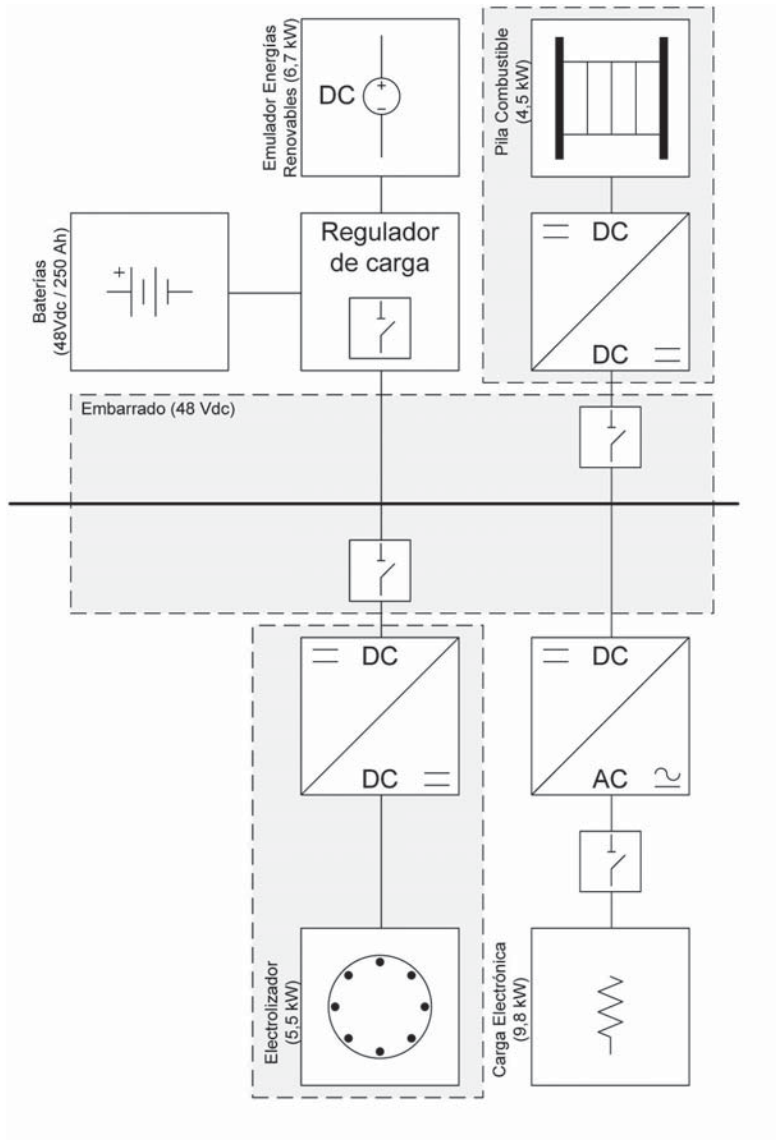 Emulador Energías
Renovables (6,7 kW)
DC
+
–
Pila Combustible
(4,5 kW)
Baterías
(48Vdc / 250 Ah)
+
Regulador
de carga
DC
DC
Embarrado (48 Vdc)
DC
DC
DC
AC
Electrolizador
(5,5 kW)
Carga Electrónica
(9,8 kW)